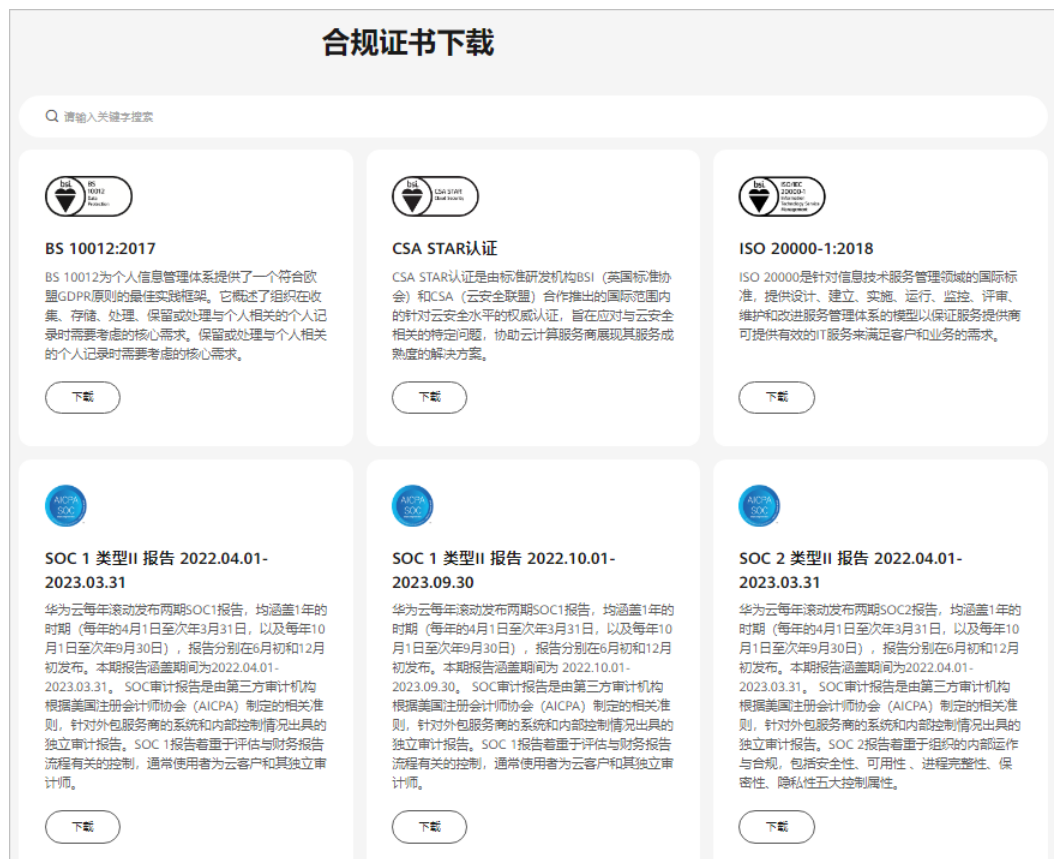 合规证书下载
请输入关键字搜索
bsi.
BS
10012
Data
Protection
BS 10012:2017
BS 10012为个人信息管理体系提供了一个符合欧
盟GDPR原则的最佳实践框架。它概述了组织在收
集、存储、处理、保留或处理与个人相关的个人记
录时需要考虑的核心需求。保留或处理与个人相关
的个人记录时需要考虑的核心需求。
下载
bsi.
CSA STAR
Cloud Security
CSA STAR认证
CSA STAR认证是由标准研发机构BSI（英国标准协
会）和CSA（云安全联盟）合作推出的国际范围内
的针对云安全水平的权威认证，旨在应对与云安全
相关的特定问题，协助云计算服务商展现其服务成
熟度的解决方案。
下载
bsi.
ISO/IEC
20000-1
Information
Technology Service
Management
ISO 20000-1:2018
ISO 20000是针对信息技术服务管理领域的国际标
准，提供设计、建立、实施、运行、监控、评审、
维护和改进服务管理体系的模型以保证服务提供商
可提供有效的IT服务来满足客户和业务的需求。
下载
AICPA
SOC
SOC 1 类型II 报告 2022.04.01-
2023.03.31
华为云每年滚动发布两期SOC1报告，均涵盖1年的
时期（每年的4月1日至次年3月31日，以及每年10
月1日至次年9月30日），报告分别在6月初和12月
初发布。本期报告涵盖期间为2022.04.01-
2023.03.31。 SOC审计报告是由第三方审计机构
根据美国注册会计师协会（AICPA）制定的相关准
则，针对外包服务商的系统和内部控制情况出具的
独立审计报告。SOC 1报告着重于评估与财务报告
流程有关的控制，通常使用者为云客户和其独立审
计师。
下载
AICPA
SOC
SOC 1 类型II 报告 2022.10.01-
2023.09.30
华为云每年滚动发布两期SOC1报告，均涵盖1年的
时期（每年的4月1日至次年3月31日，以及每年10
月1日至次年9月30日），报告分别在6月初和12月
初发布。本期报告涵盖期间为 2022.10.01-
2023.09.30。 SOC审计报告是由第三方审计机构
根据美国注册会计师协会（AICPA）制定的相关准
则，针对外包服务商的系统和内部控制情况出具的
独立审计报告。SOC 1报告着重于评估与财务报告
流程有关的控制，通常使用者为云客户和其独立审
计师。
下载
AICPA
SOC
SOC 2 类型II 报告 2022.04.01-
2023.03.31
华为云每年滚动发布两期SOC2报告，均涵盖1年的
时期（每年的4月1日至次年3月31日，以及每年10
月1日至次年9月30日），报告分别在6月初和12月
初发布。本期报告涵盖期间为2022.04.01-
2023.03.31。 SOC审计报告是由第三方审计机构
根据美国注册会计师协会（AICPA）制定的相关准
则，针对外包服务商的系统和内部控制情况出具的
独立审计报告。SOC 2报告着重于组织的内部运作
与合规，包括安全性、可用性 、进程完整性、保
密性、隐私性五大控制属性。
下载